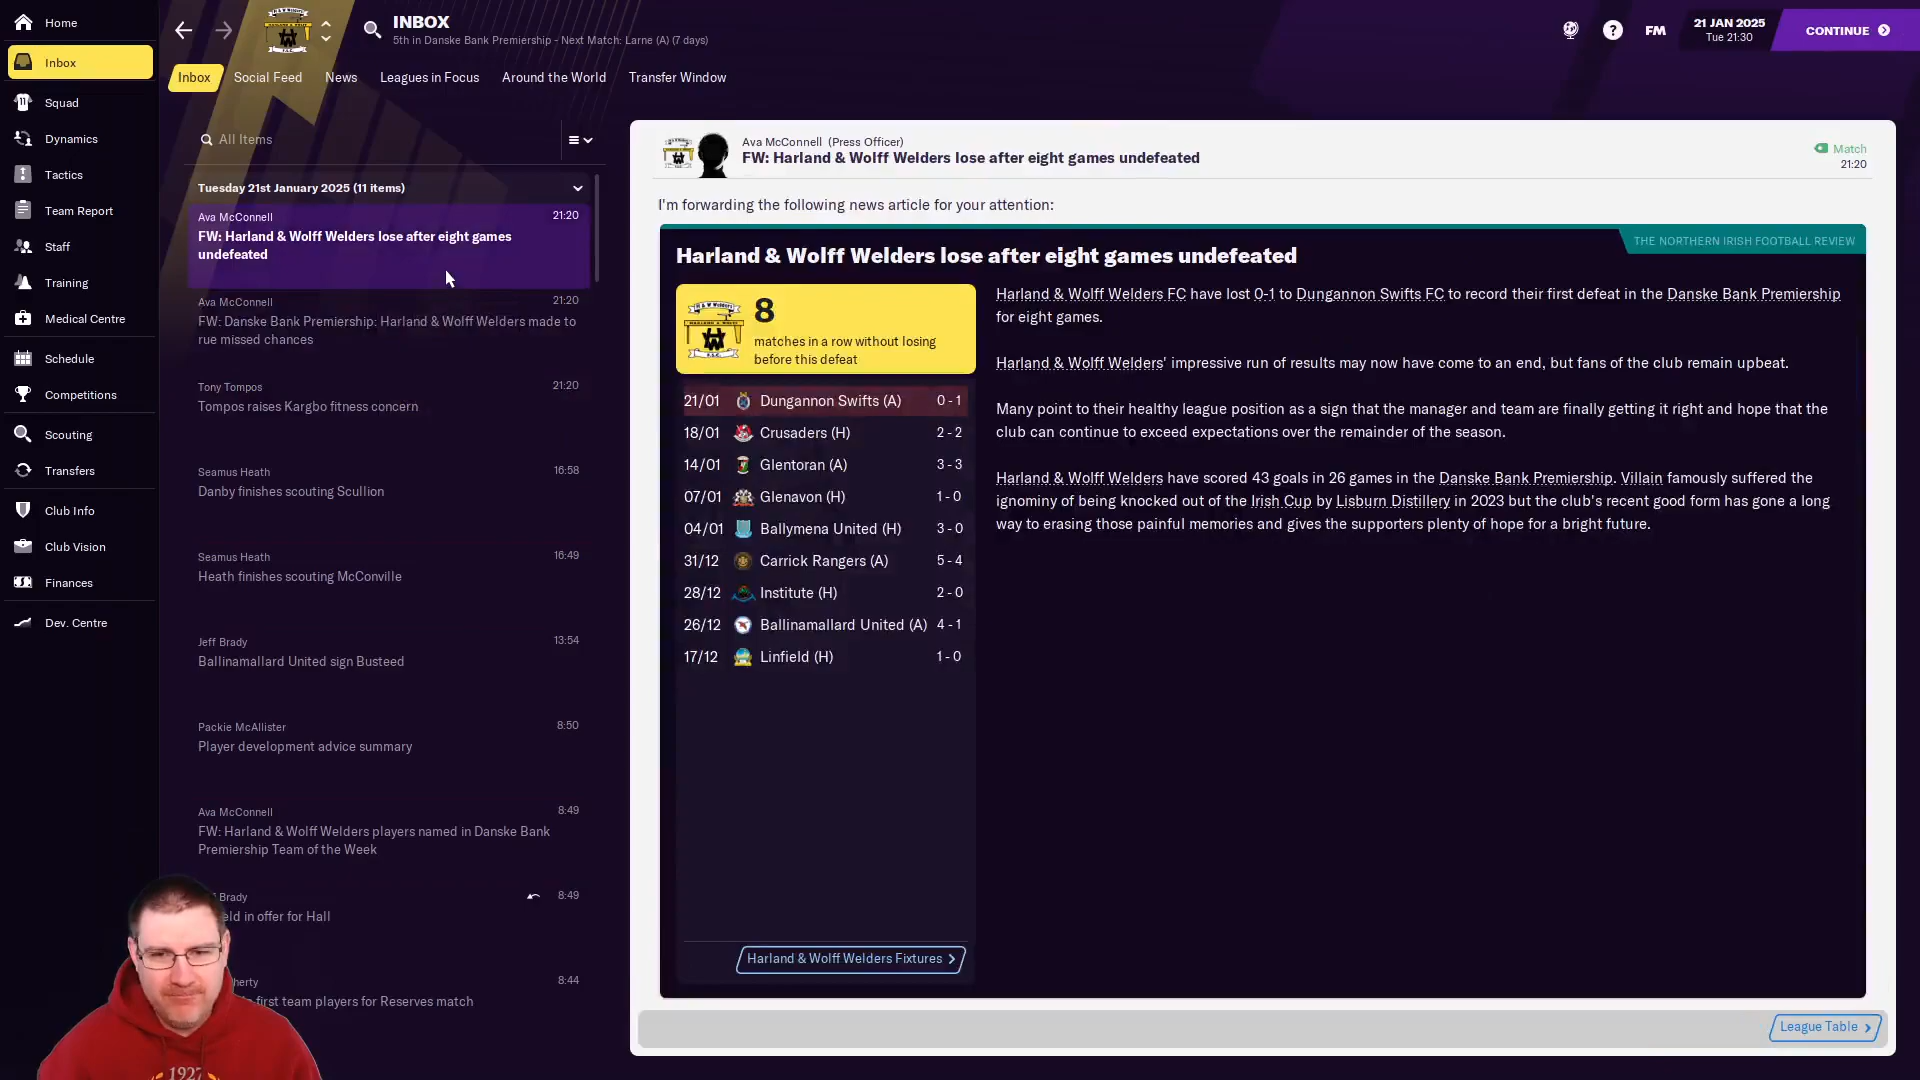 Home
Inbox
Squad
Dynamics
Tactics
Team Report
Staff
Training
Medical Centre
Schedule
Competitions
Scouting
Transfers
Club Info
Club Vision
Finances
Dev. Centre
INBOX
5th in Danske Bank Premiership - Next Match: Larne (A) (7 days)
FM
21 JAN 2025
Tue 21:30
CONTINUE
Inbox
Social Feed
News
Leagues in Focus
Around the World
Transfer Window
All Items
Tuesday 21st January 2025 (11 items)
Ava McConnell 21:20
FW: Harland & Wolff Welders lose after eight games
undefeated
Ava McConnell 21:20
FW: Danske Bank Premiership: Harland & Wolff Welders made to
rue missed chances
Tony Tompos 21:20
Tompos raises Kargbo fitness concern
Seamus Heath 16:58
Danby finishes scouting Scullion
Seamus Heath 16:49
Heath finishes scouting McConville
Jeff Brady 13:54
Ballinamallard United sign Busteed
Packie McAllister 8:50
Player development advice summary
Ava McConnell 8:49
FW: Harland & Wolff Welders players named in Danske Bank
Premiership Team of the Week
Brady 8:49
eld in offer for Hall
herty 8:44
first team players for Reserves match
1927
Ava McConnell (Press Officer)
FW: Harland & Wolff Welders lose after eight games undefeated
Match
21:20
I'm forwarding the following news article for your attention:
THE NORTHERN IRISH FOOTBALL REVIEW
Harland & Wolff Welders lose after eight games undefeated
8
matches in a row without losing
before this defeat
21/01 Dungannon Swifts (A) 0 - 1
18/01 Crusaders (H) 2 - 2
14/01 Glentoran (A) 3 - 3
07/01 Glenavon (H) 1 - 0
04/01 Ballymena United (H) 3 - 0
31/12 Carrick Rangers (A) 5 - 4
28/12 Institute (H) 2 - 0
26/12 Ballinamallard United (A) 4 - 1
17/12 Linfield (H) 1 - 0
Harland & Wolff Welders Fixtures
Harland & Wolff Welders FC have lost 0-1 to Dungannon Swifts FC to record their first defeat in the Danske Bank Premiership
for eight games.
Harland & Wolff Welders' impressive run of results may now have come to an end, but fans of the club remain upbeat.
Many point to their healthy league position as a sign that the manager and team are finally getting it right and hope that the
club can continue to exceed expectations over the remainder of the season.
Harland & Wolff Welders have scored 43 goals in 26 games in the Danske Bank Premiership. Villain famously suffered the
ignominy of being knocked out of the Irish Cup by Lisburn Distillery in 2023 but the club's recent good form has gone a long
way to erasing those painful memories and gives the supporters plenty of hope for a bright future.
League Table